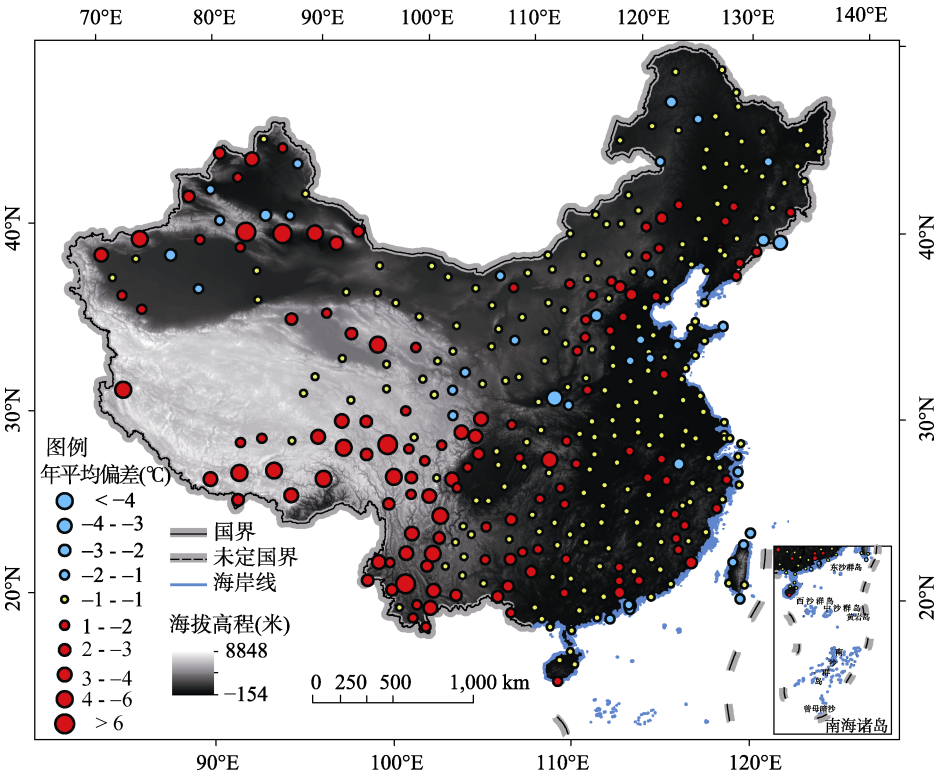 70°E 80°E 90°E 100°E 110°E 120°E 130°E 140°E
40°N 40°N
30°N 30°N
20°N 20°N
图例
年平均偏差(℃)
< −4
−4 - −3
−3 - −2
−2 - −1
−1 - −1
1 - −2
2 - −3
3 - −4
4 - −6
> 6
国界
未定国界
海岸线
海拔高程(米)
8848
−154
0 250 500 1,000 km
东沙群岛
西沙群岛
中沙群岛
黄岩岛
南沙群岛
曾母暗沙
南海诸岛
90°E 100°E 110°E 120°E